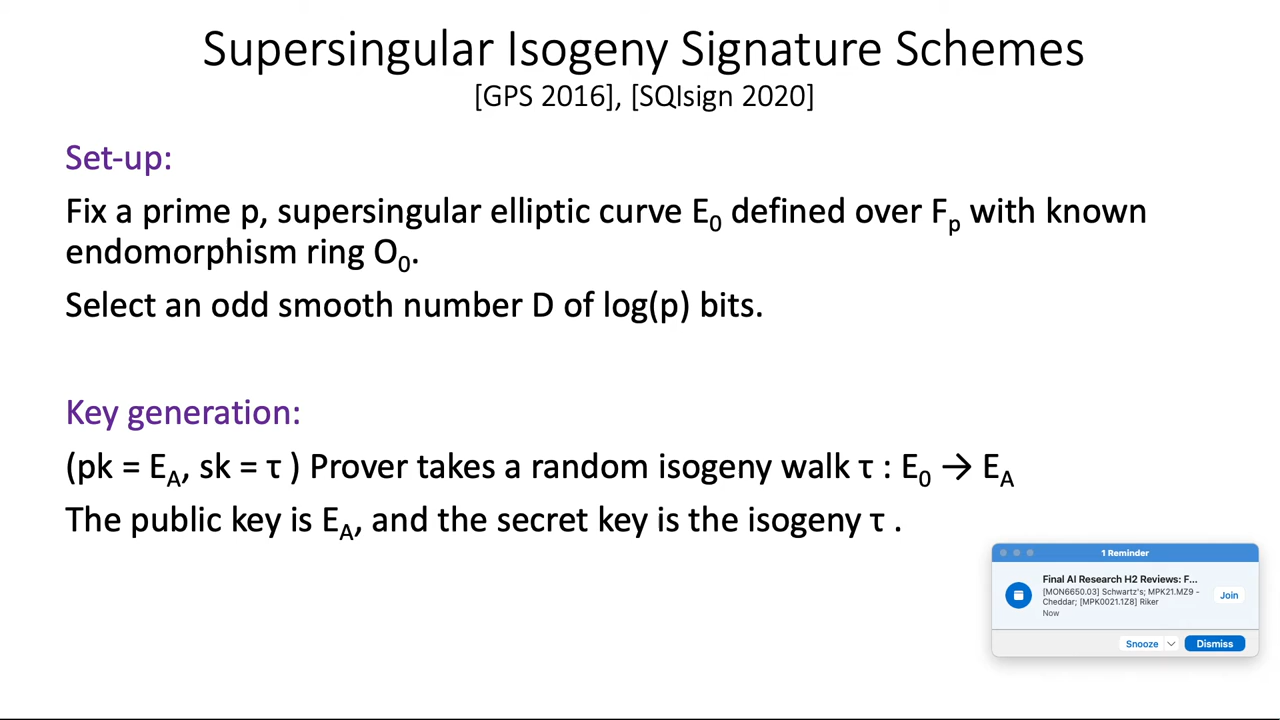 Supersingular Isogeny Signature Schemes
[GPS 2016], [SQIsign 2020]
Set-up:
Fix a prime p, supersingular elliptic curve E₀ defined over Fₚ with known
endomorphism ring O₀.
Select an odd smooth number D of log(p) bits.
Key generation:
(pk = E_A, sk = τ ) Prover takes a random isogeny walk τ : E₀ → E_A
The public key is E_A, and the secret key is the isogeny τ .
1 Reminder
Final AI Research H2 Reviews: F...
[MON6650.03] Schwartz's; MPK21.MZ9 -
Cheddar; [MPK0021.1Z8] Riker
Now
Join
Snooze
Dismiss